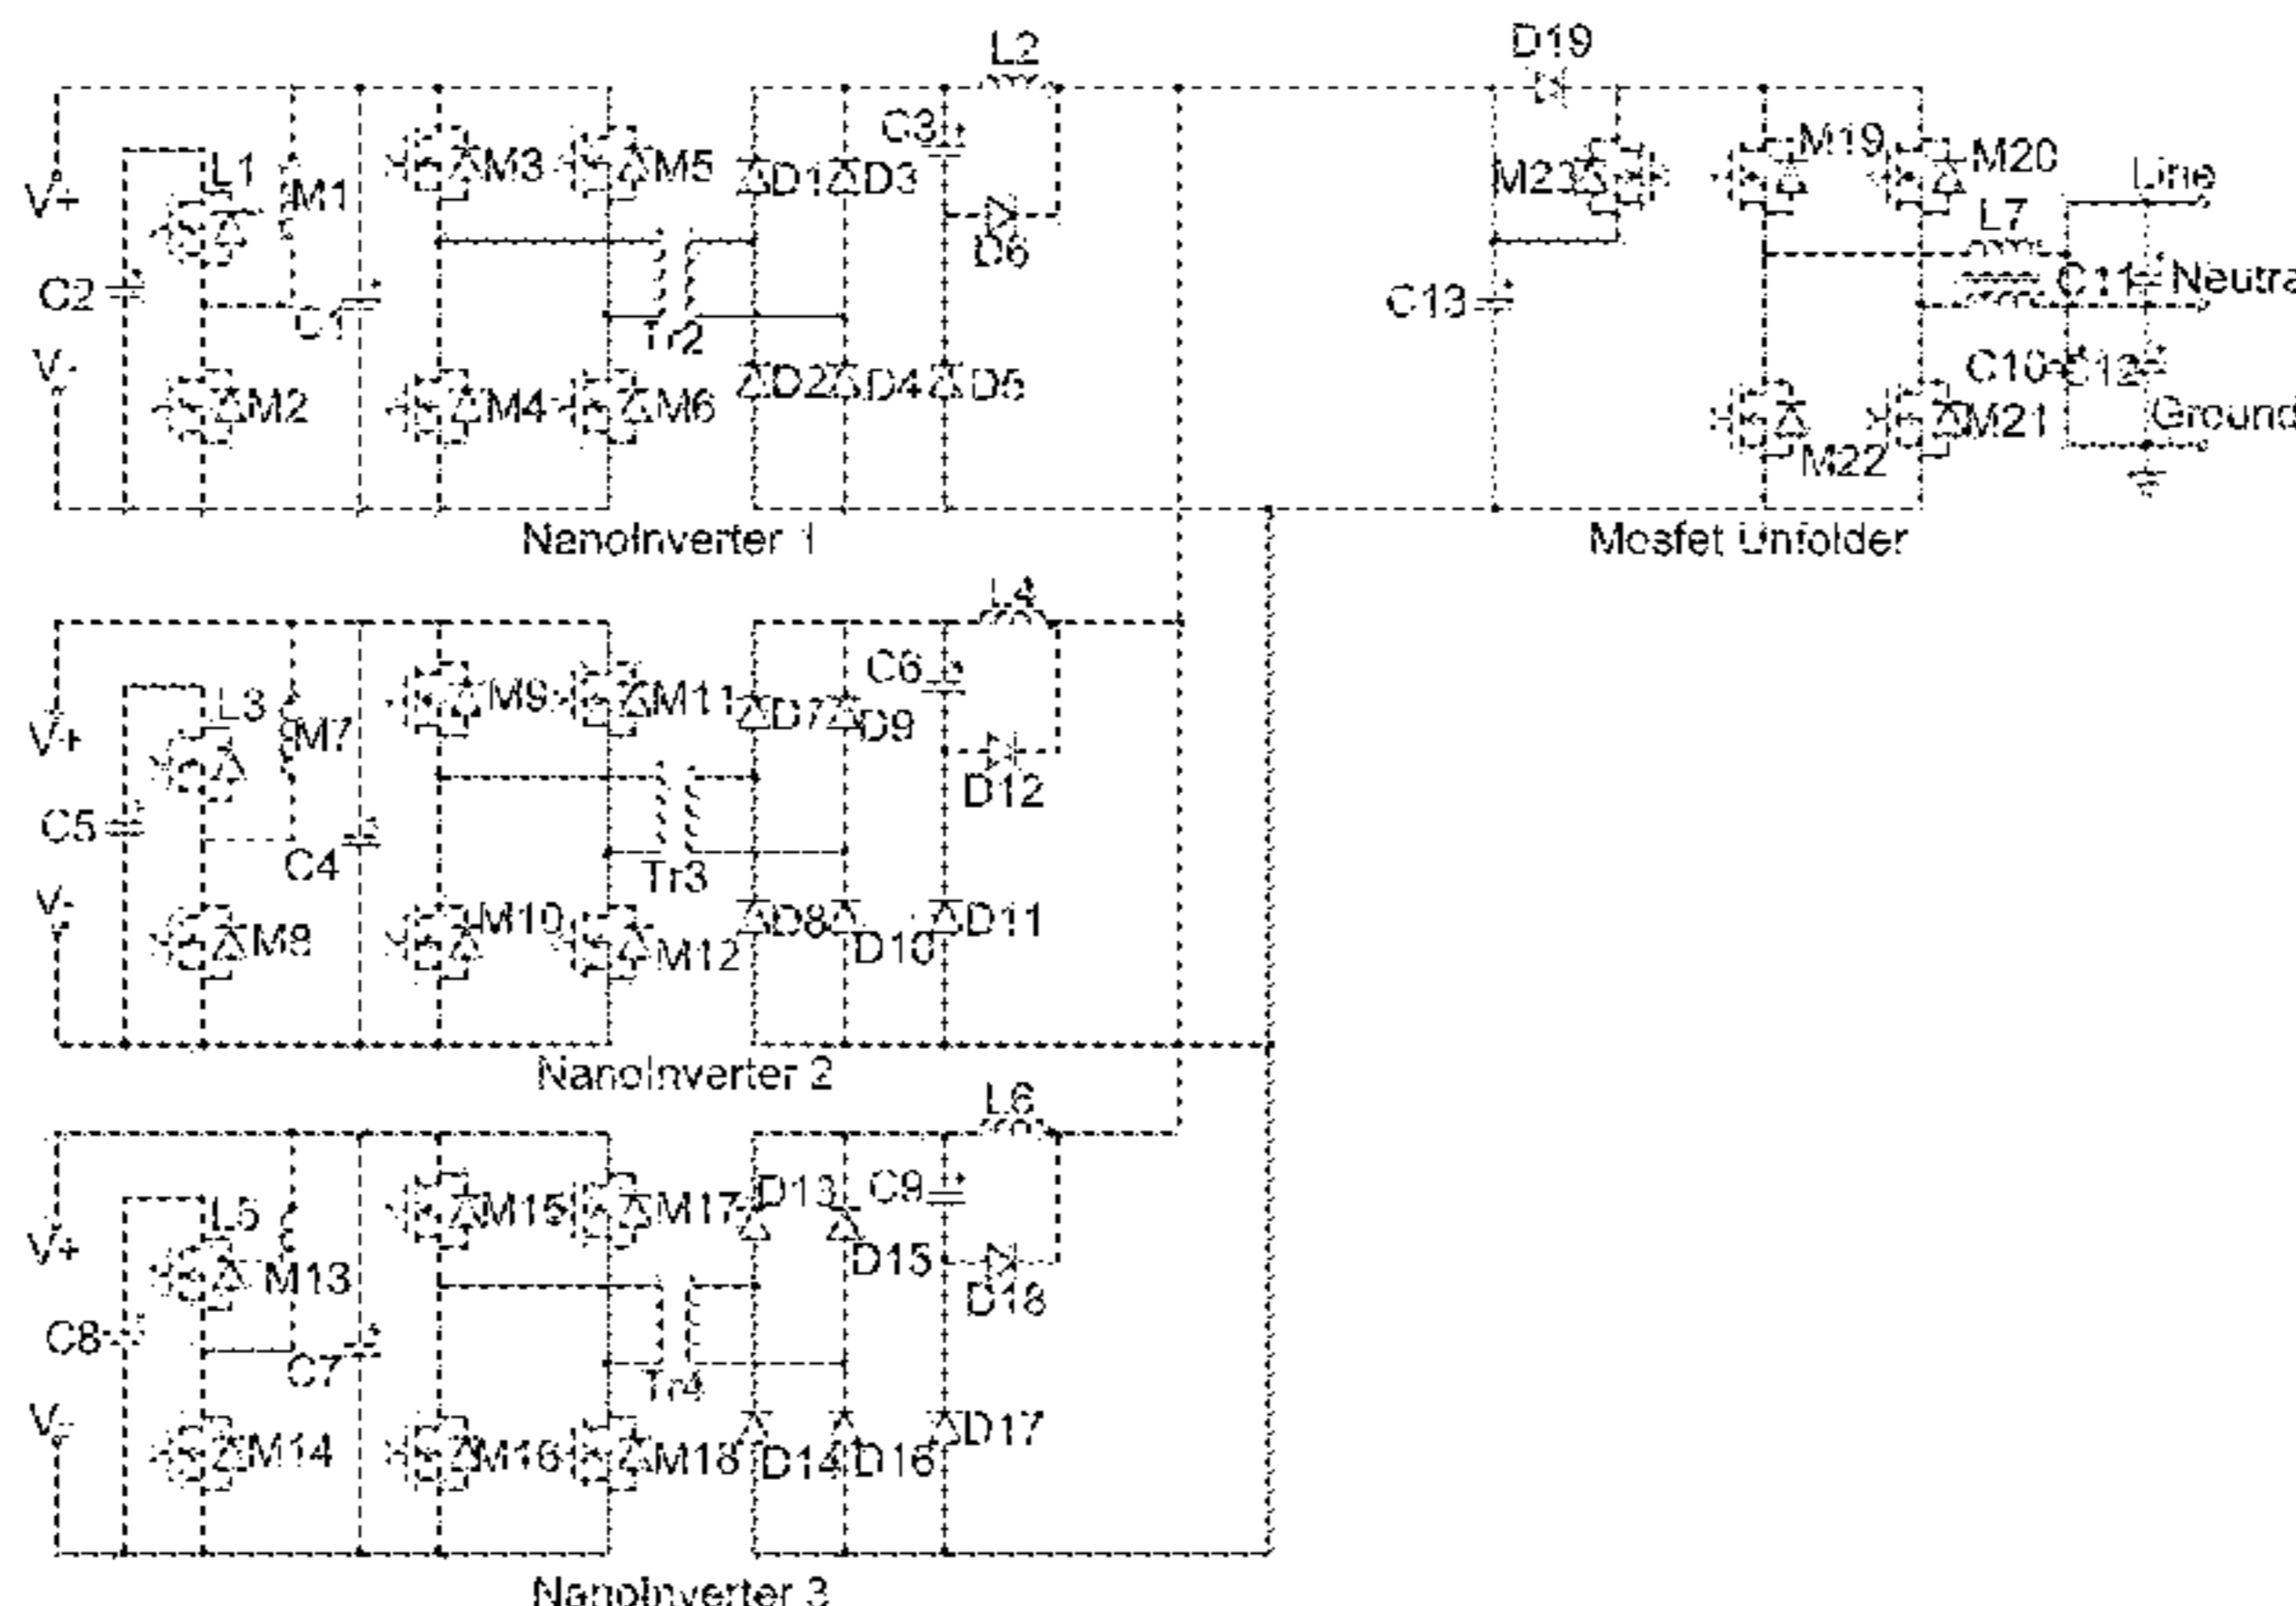 D19
L2
C3
M3
M5
D1
D3
M19
M20
Line
V+
L1
M1
M23
L7
D6
C2
C1
Tr2
C13
C11
Neutra
V-
M2
M4
M6
D2
D4
D5
C10
C12
Ground
M22
M21
NanoInverter 1
Mosfet Unfolder
L4
C6
L3
M9
M11
D7
D9
V+
M7
D12
C5
C4
Tr3
V-
M8
M10
M12
D8
D10
D11
NanoInverter 2
L6
D13
C9
L5
M15
M17
V+
M13
D15
D18
C8
C7
Tr4
V-
M14
M16
M18
D14
D16
D17
NanoInverter 3